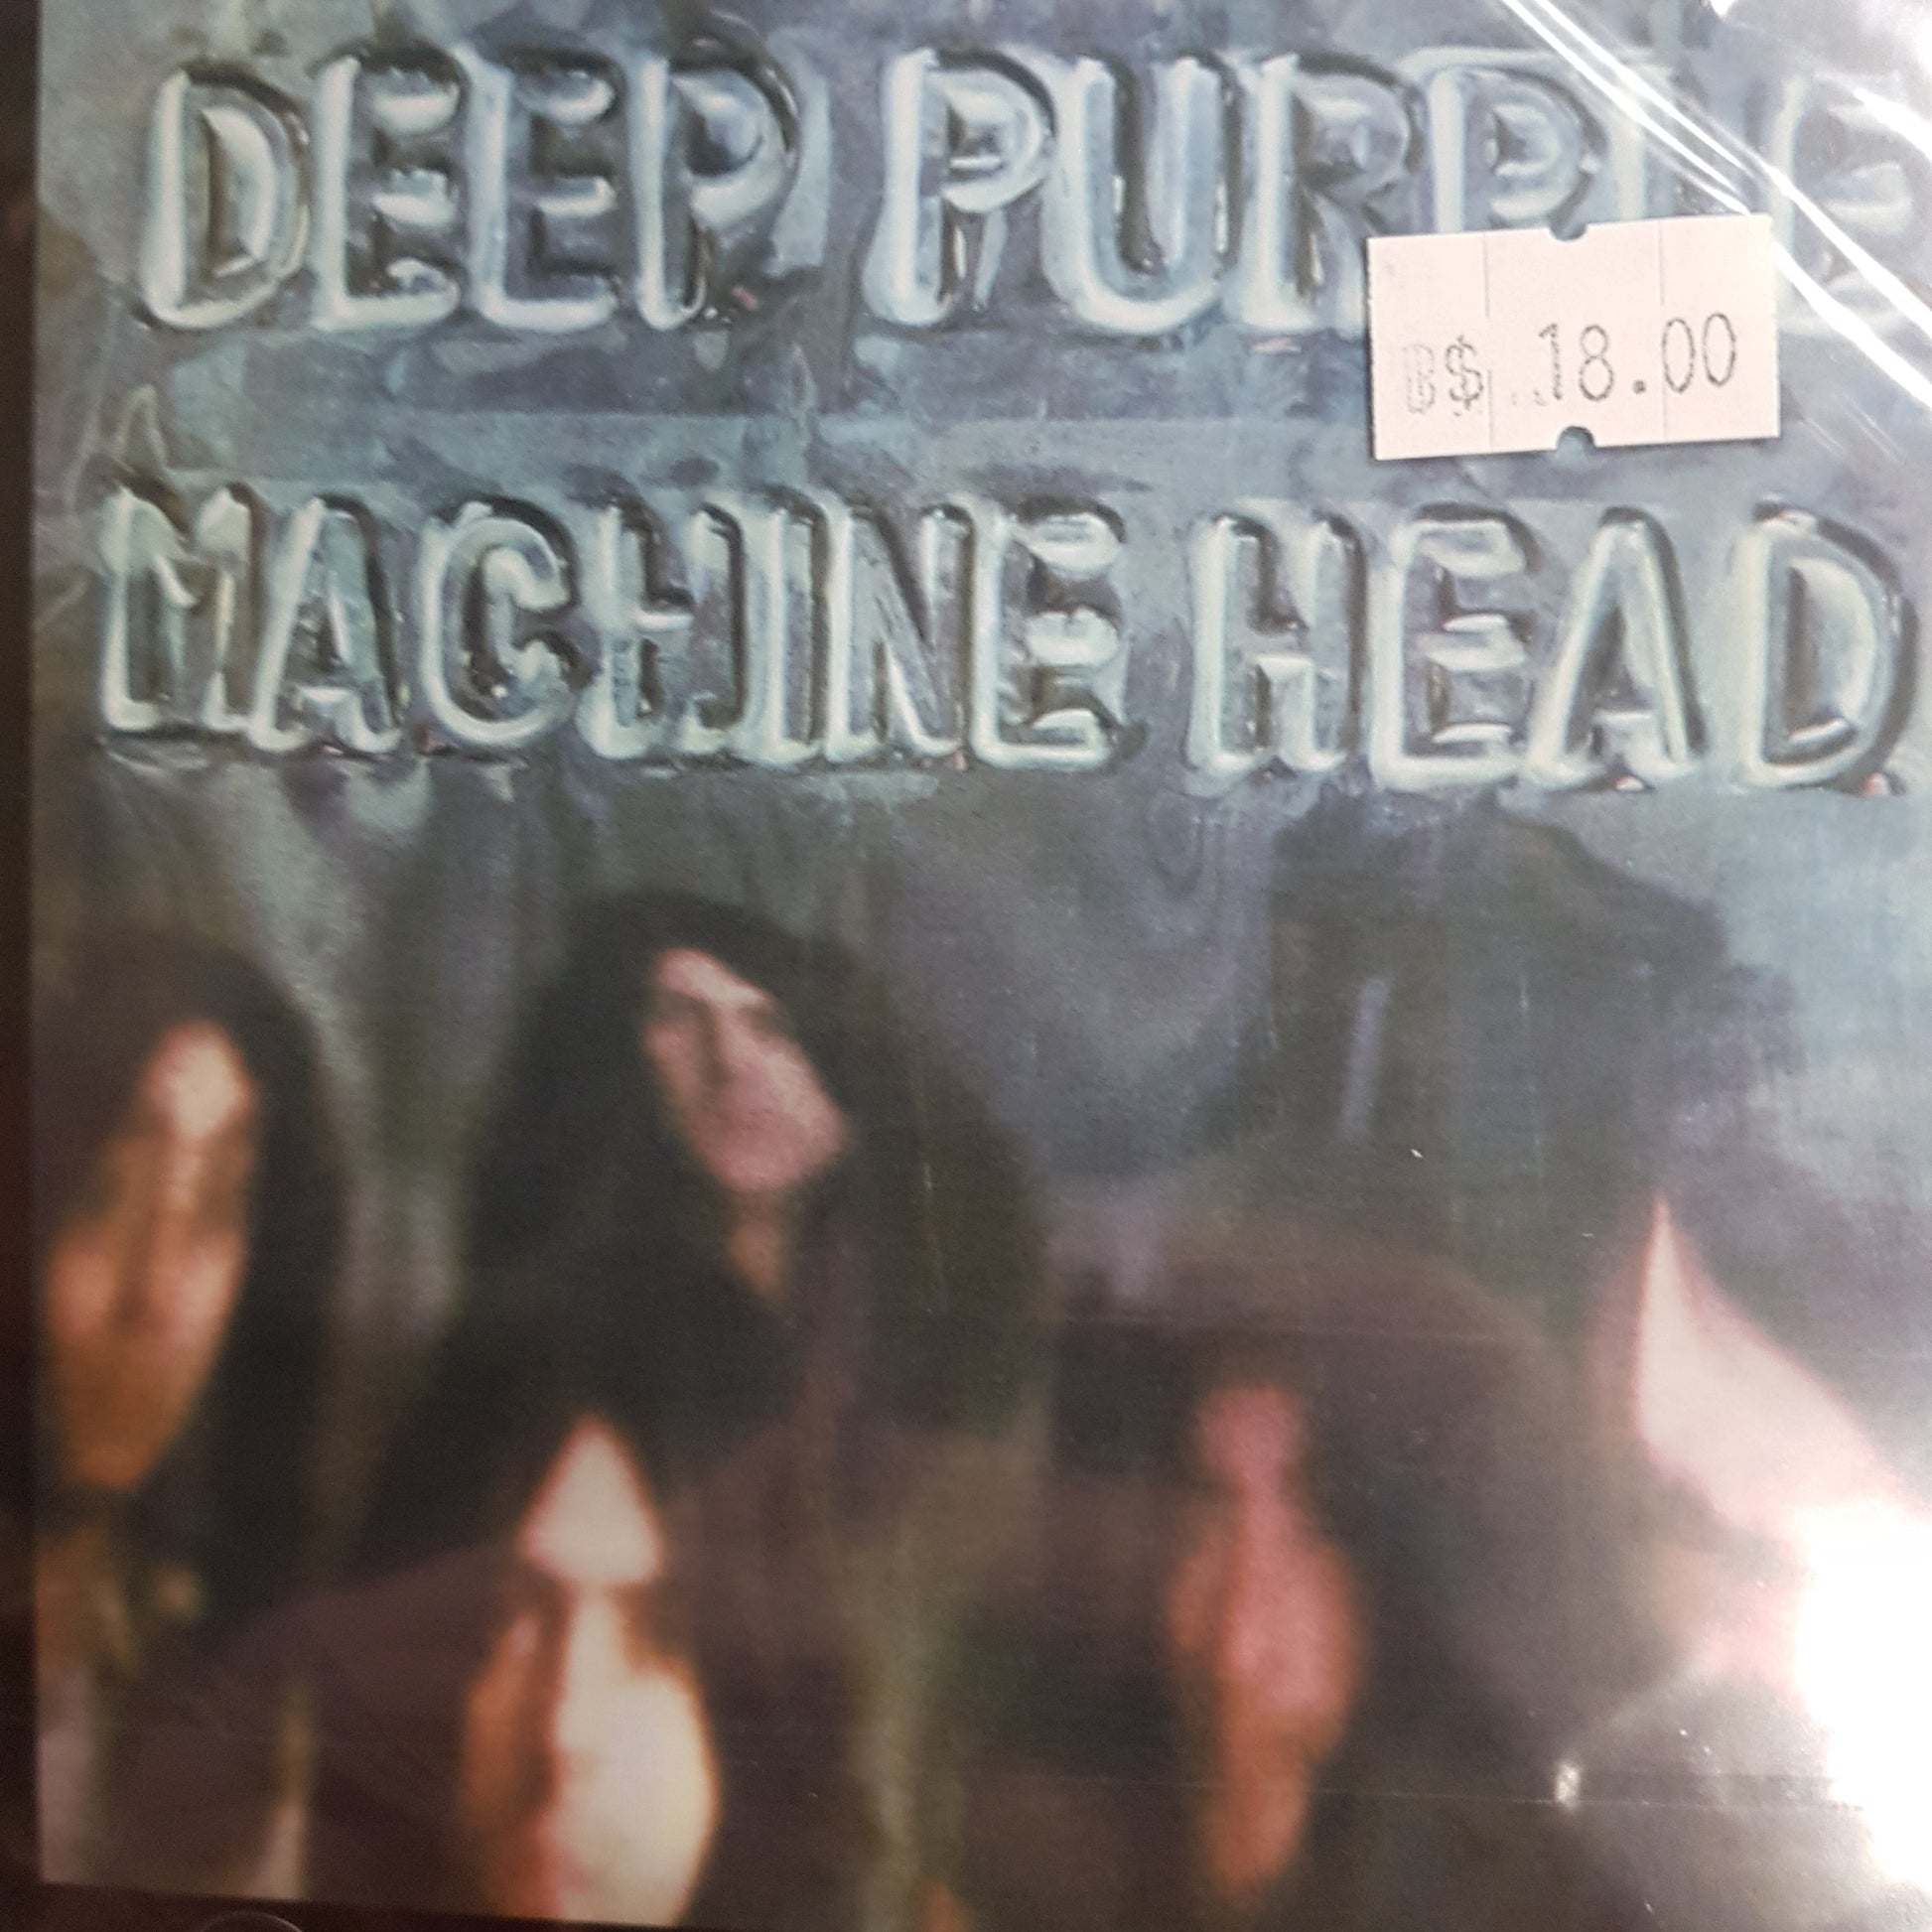 DEEP PURPLE
B$ 18.00
MACHINE HEAD